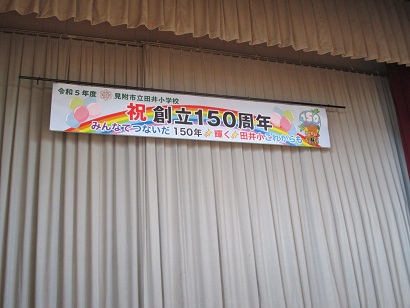 令和5年度 見附市立田井小学校
祝 創立150周年
みんなでつないだ 150年 輝く 田井小 これからも
150